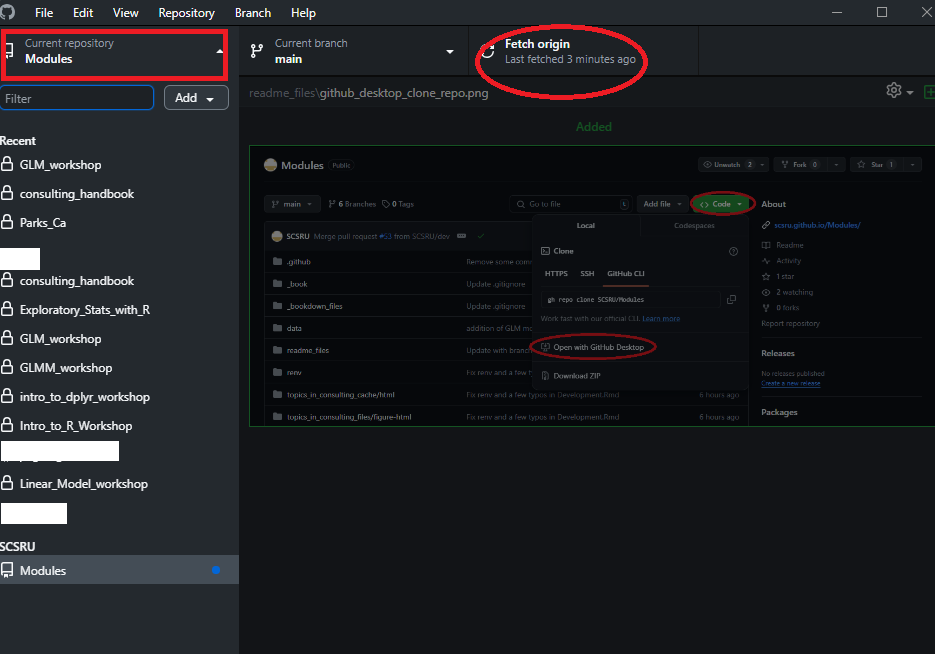 File Edit View Repository Branch Help
Current repository
Modules
Current branch
main
Fetch origin
Last fetched 3 minutes ago
Filter
Add
readme_files\github_desktop_clone_repo.png
Added
Recent
GLM_workshop
consulting_handbook
Parks_Ca
consulting_handbook
Exploratory_Stats_with_R
GLM_workshop
GLMM_workshop
intro_to_dplyr_workshop
Intro_to_R_Workshop
Linear_Model_workshop
SCSRU
Modules
Modules Public
Unwatch 2 Fork 0 Star 1
main 6 Branches 0 Tags Go to file t Add file <> Code
SCSRU Merge pull request #53 from SCSRU/dev
.github Remove some com
_book Update .gitignore
_bookdown_files Update .gitignore
data addition of GLM mo
readme_files Update with branch
renv Fix renv and a few t
topics_in_consulting_cache/html Fix renv and a few typos in Development.Rmd 6 hours ago
topics_in_consulting_files/figure-html Fix renv and a few typos in Development.Rmd 6 hours ago
Local Codespaces
Clone
HTTPS SSH GitHub CLI
gh repo clone SCSRU/Modules
Work fast with our official CLI. Learn more
Open with GitHub Desktop
Download ZIP
About
scsru.github.io/Modules/
Readme
Activity
1 star
2 watching
0 forks
Report repository
Releases
No releases published
Create a new release
Packages